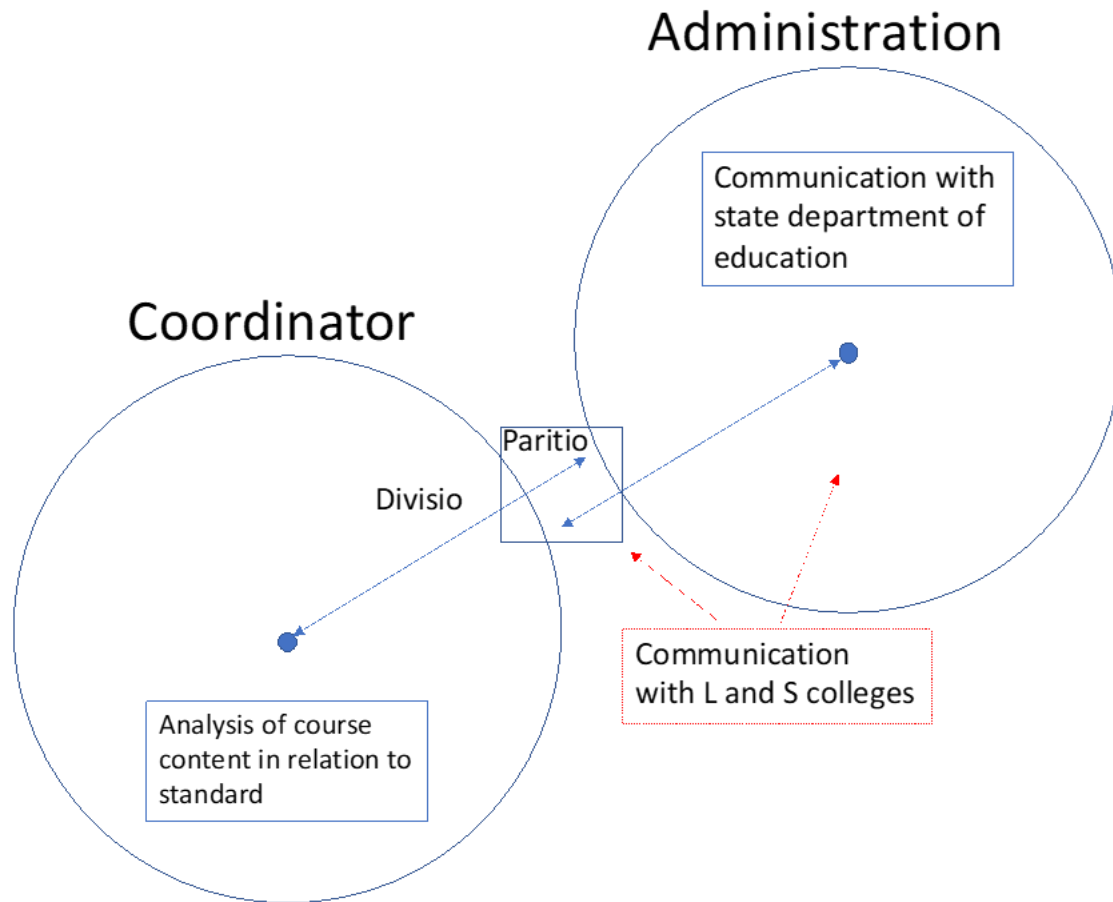 Administration
Communication with
state department of
education
Coordinator
Paritio
Divisio
Communication
with L and S colleges
Analysis of course
content in relation to
standard